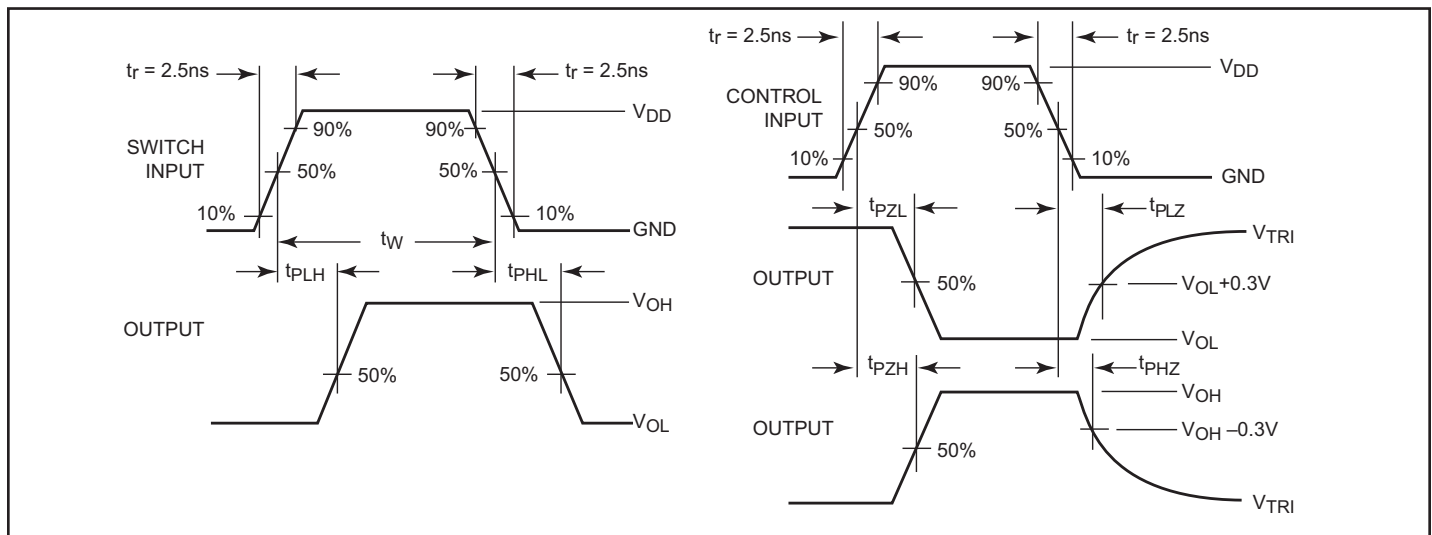 tr = 2.5ns
tr = 2.5ns
VDD
90%
90%
SWITCH
INPUT
50%
50%
10%
10%
GND
tW
tPLH
tPHL
VOH
OUTPUT
50%
50%
VOL
tr = 2.5ns
tr = 2.5ns
VDD
90%
90%
CONTROL
INPUT
50%
50%
10%
10%
GND
tPZL
tPLZ
VTRI
OUTPUT
50%
VOL+0.3V
VOL
tPZH
tPHZ
VOH
OUTPUT
VOH –0.3V
50%
VTRI